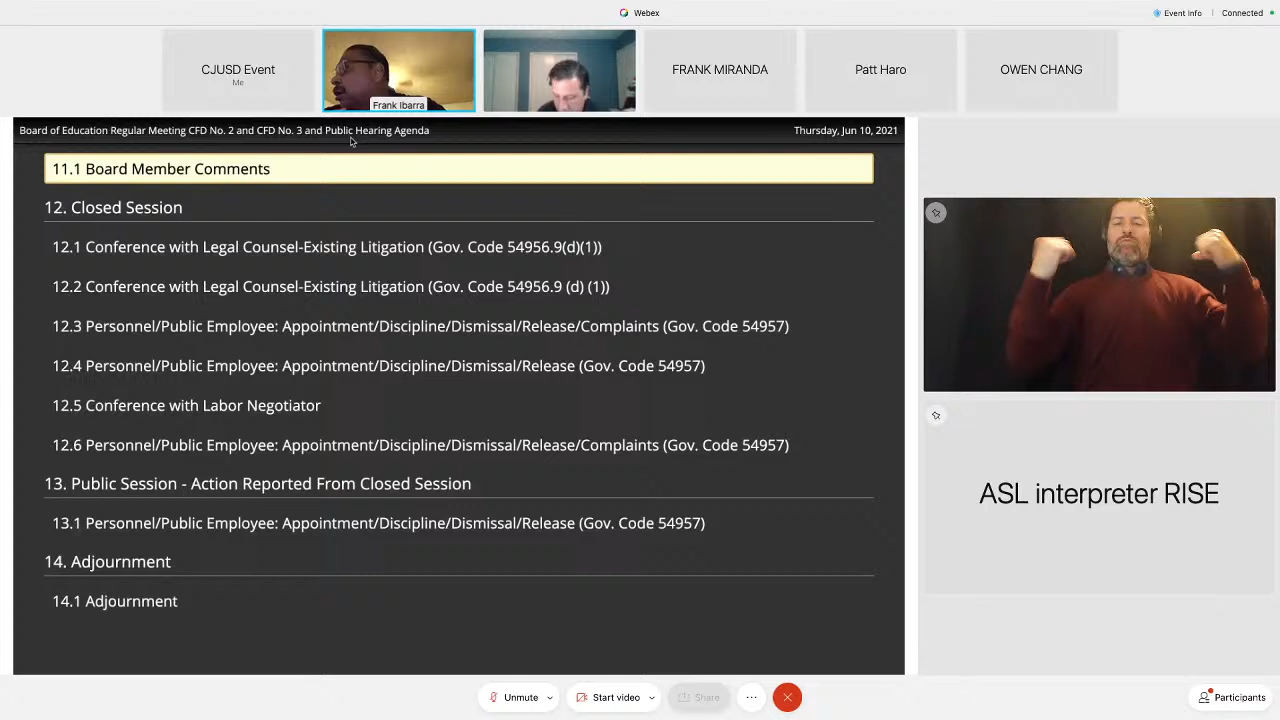 Webex
Event Info
Connected
CJUSD Event
Me
Frank Ibarra
FRANK MIRANDA
Patt Haro
OWEN CHANG
Board of Education Regular Meeting CFD No. 2 and CFD No. 3 and Public Hearing Agenda
Thursday, Jun 10, 2021
11.1 Board Member Comments
12. Closed Session
12.1 Conference with Legal Counsel-Existing Litigation (Gov. Code 54956.9(d)(1))
12.2 Conference with Legal Counsel-Existing Litigation (Gov. Code 54956.9 (d) (1))
12.3 Personnel/Public Employee: Appointment/Discipline/Dismissal/Release/Complaints (Gov. Code 54957)
12.4 Personnel/Public Employee: Appointment/Discipline/Dismissal/Release (Gov. Code 54957)
12.5 Conference with Labor Negotiator
12.6 Personnel/Public Employee: Appointment/Discipline/Dismissal/Release/Complaints (Gov. Code 54957)
13. Public Session - Action Reported From Closed Session
13.1 Personnel/Public Employee: Appointment/Discipline/Dismissal/Release (Gov. Code 54957)
14. Adjournment
14.1 Adjournment
ASL interpreter RISE
Unmute
Start video
Share
Participants